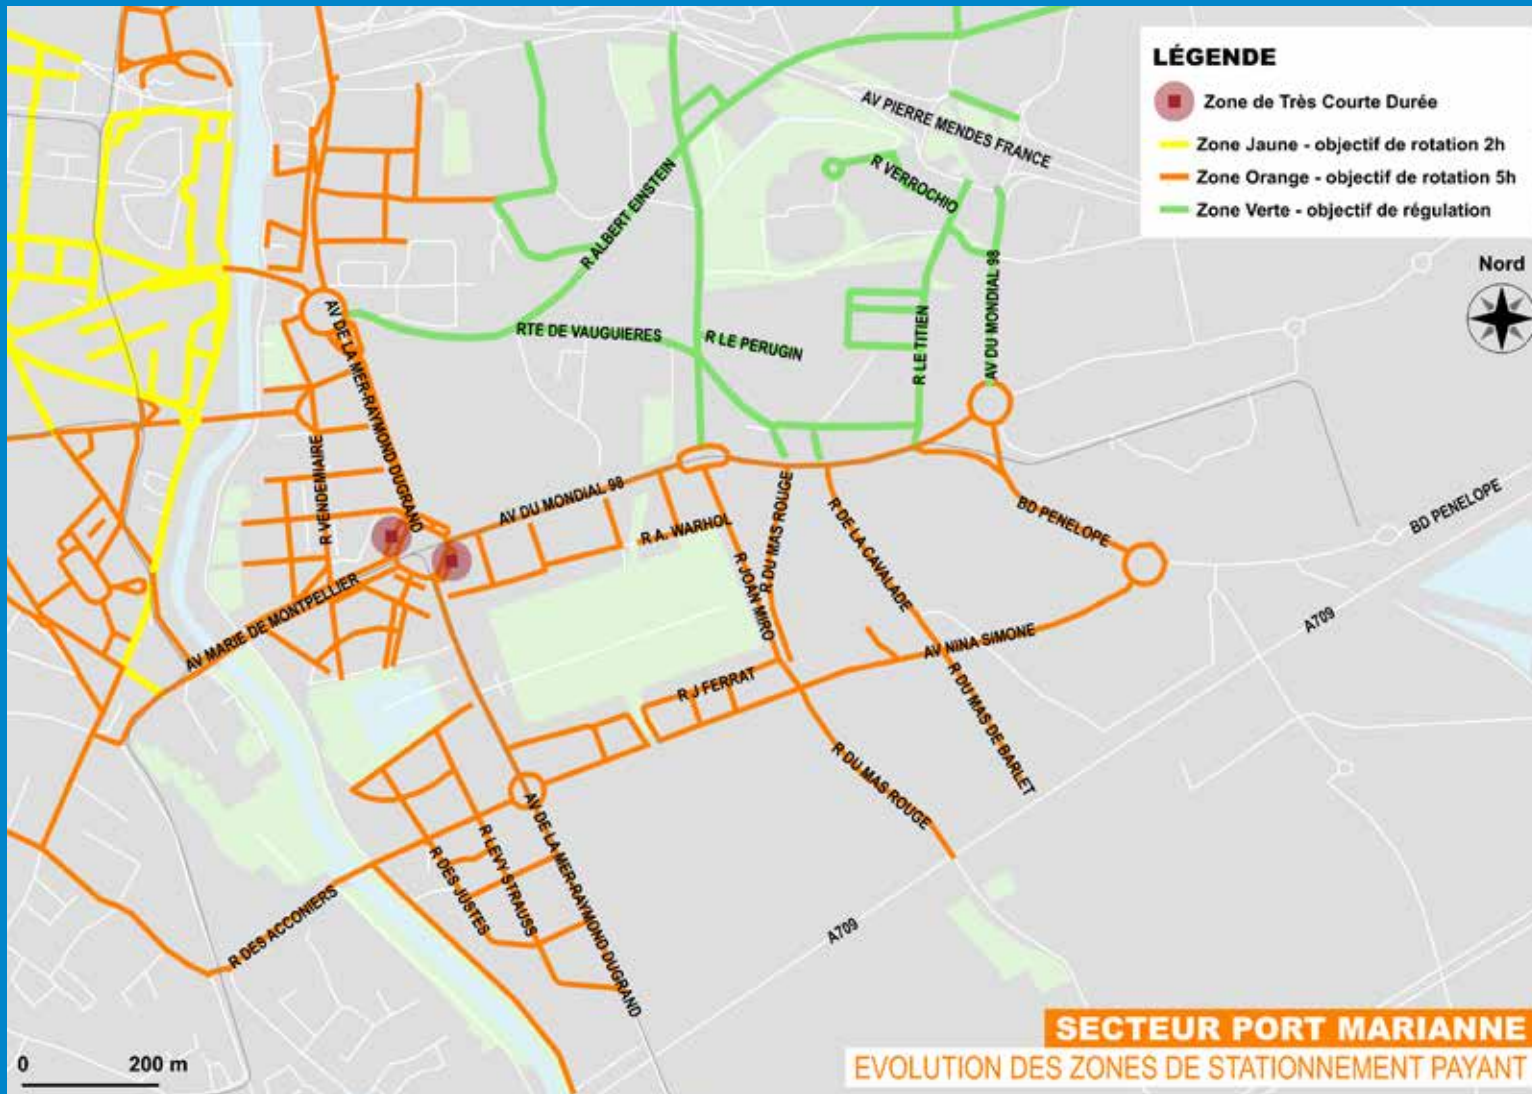 LÉGENDE
Zone de Très Courte Durée
Zone Jaune - objectif de rotation 2h
Zone Orange - objectif de rotation 5h
Zone Verte - objectif de régulation
Nord
AV PIERRE MENDES FRANCE
R VERROCHIO
R ALBERT EINSTEIN
AV DU MONDIAL 98
RTE DE VAUGUIERES
R LE PERUGIN
R LE TITIEN
AV DE LA MER-RAYMOND DUGRAND
R VENDEMIAIRE
AV DU MONDIAL 98
R A. WARHOL
R JOAN MIRO
R DU MAS ROUGE
R DE LA CAVALADE
BD PENELOPE
BD PENELOPE
A709
AV MARIE DE MONTPELLIER
AV NINA SIMONE
R J FERRAT
R DU MAS DE BARLET
R DU MAS ROUGE
AV DE LA MER-RAYMOND DUGRAND
R LEVY STRAUSS
R DES JUSTES
R DES ACCONIERS
A709
0 200 m
SECTEUR PORT MARIANNE
EVOLUTION DES ZONES DE STATIONNEMENT PAYANT